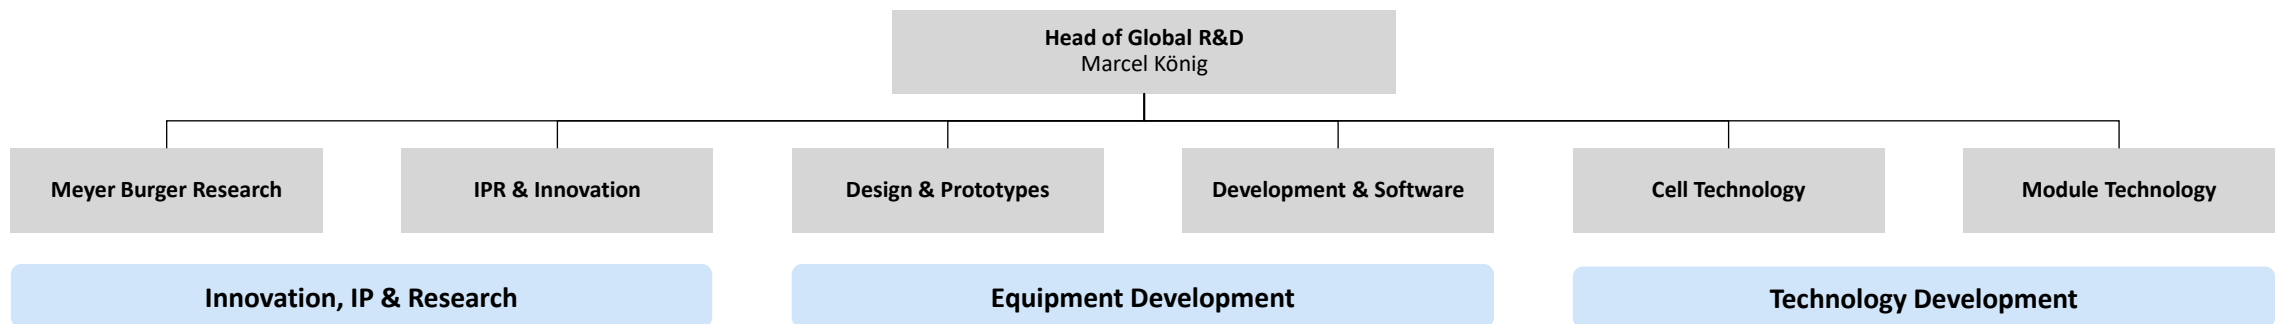 Head of Global R&D
Marcel König
Meyer Burger Research
IPR & Innovation
Design & Prototypes
Development & Software
Cell Technology
Module Technology
Innovation, IP & Research
Equipment Development
Technology Development